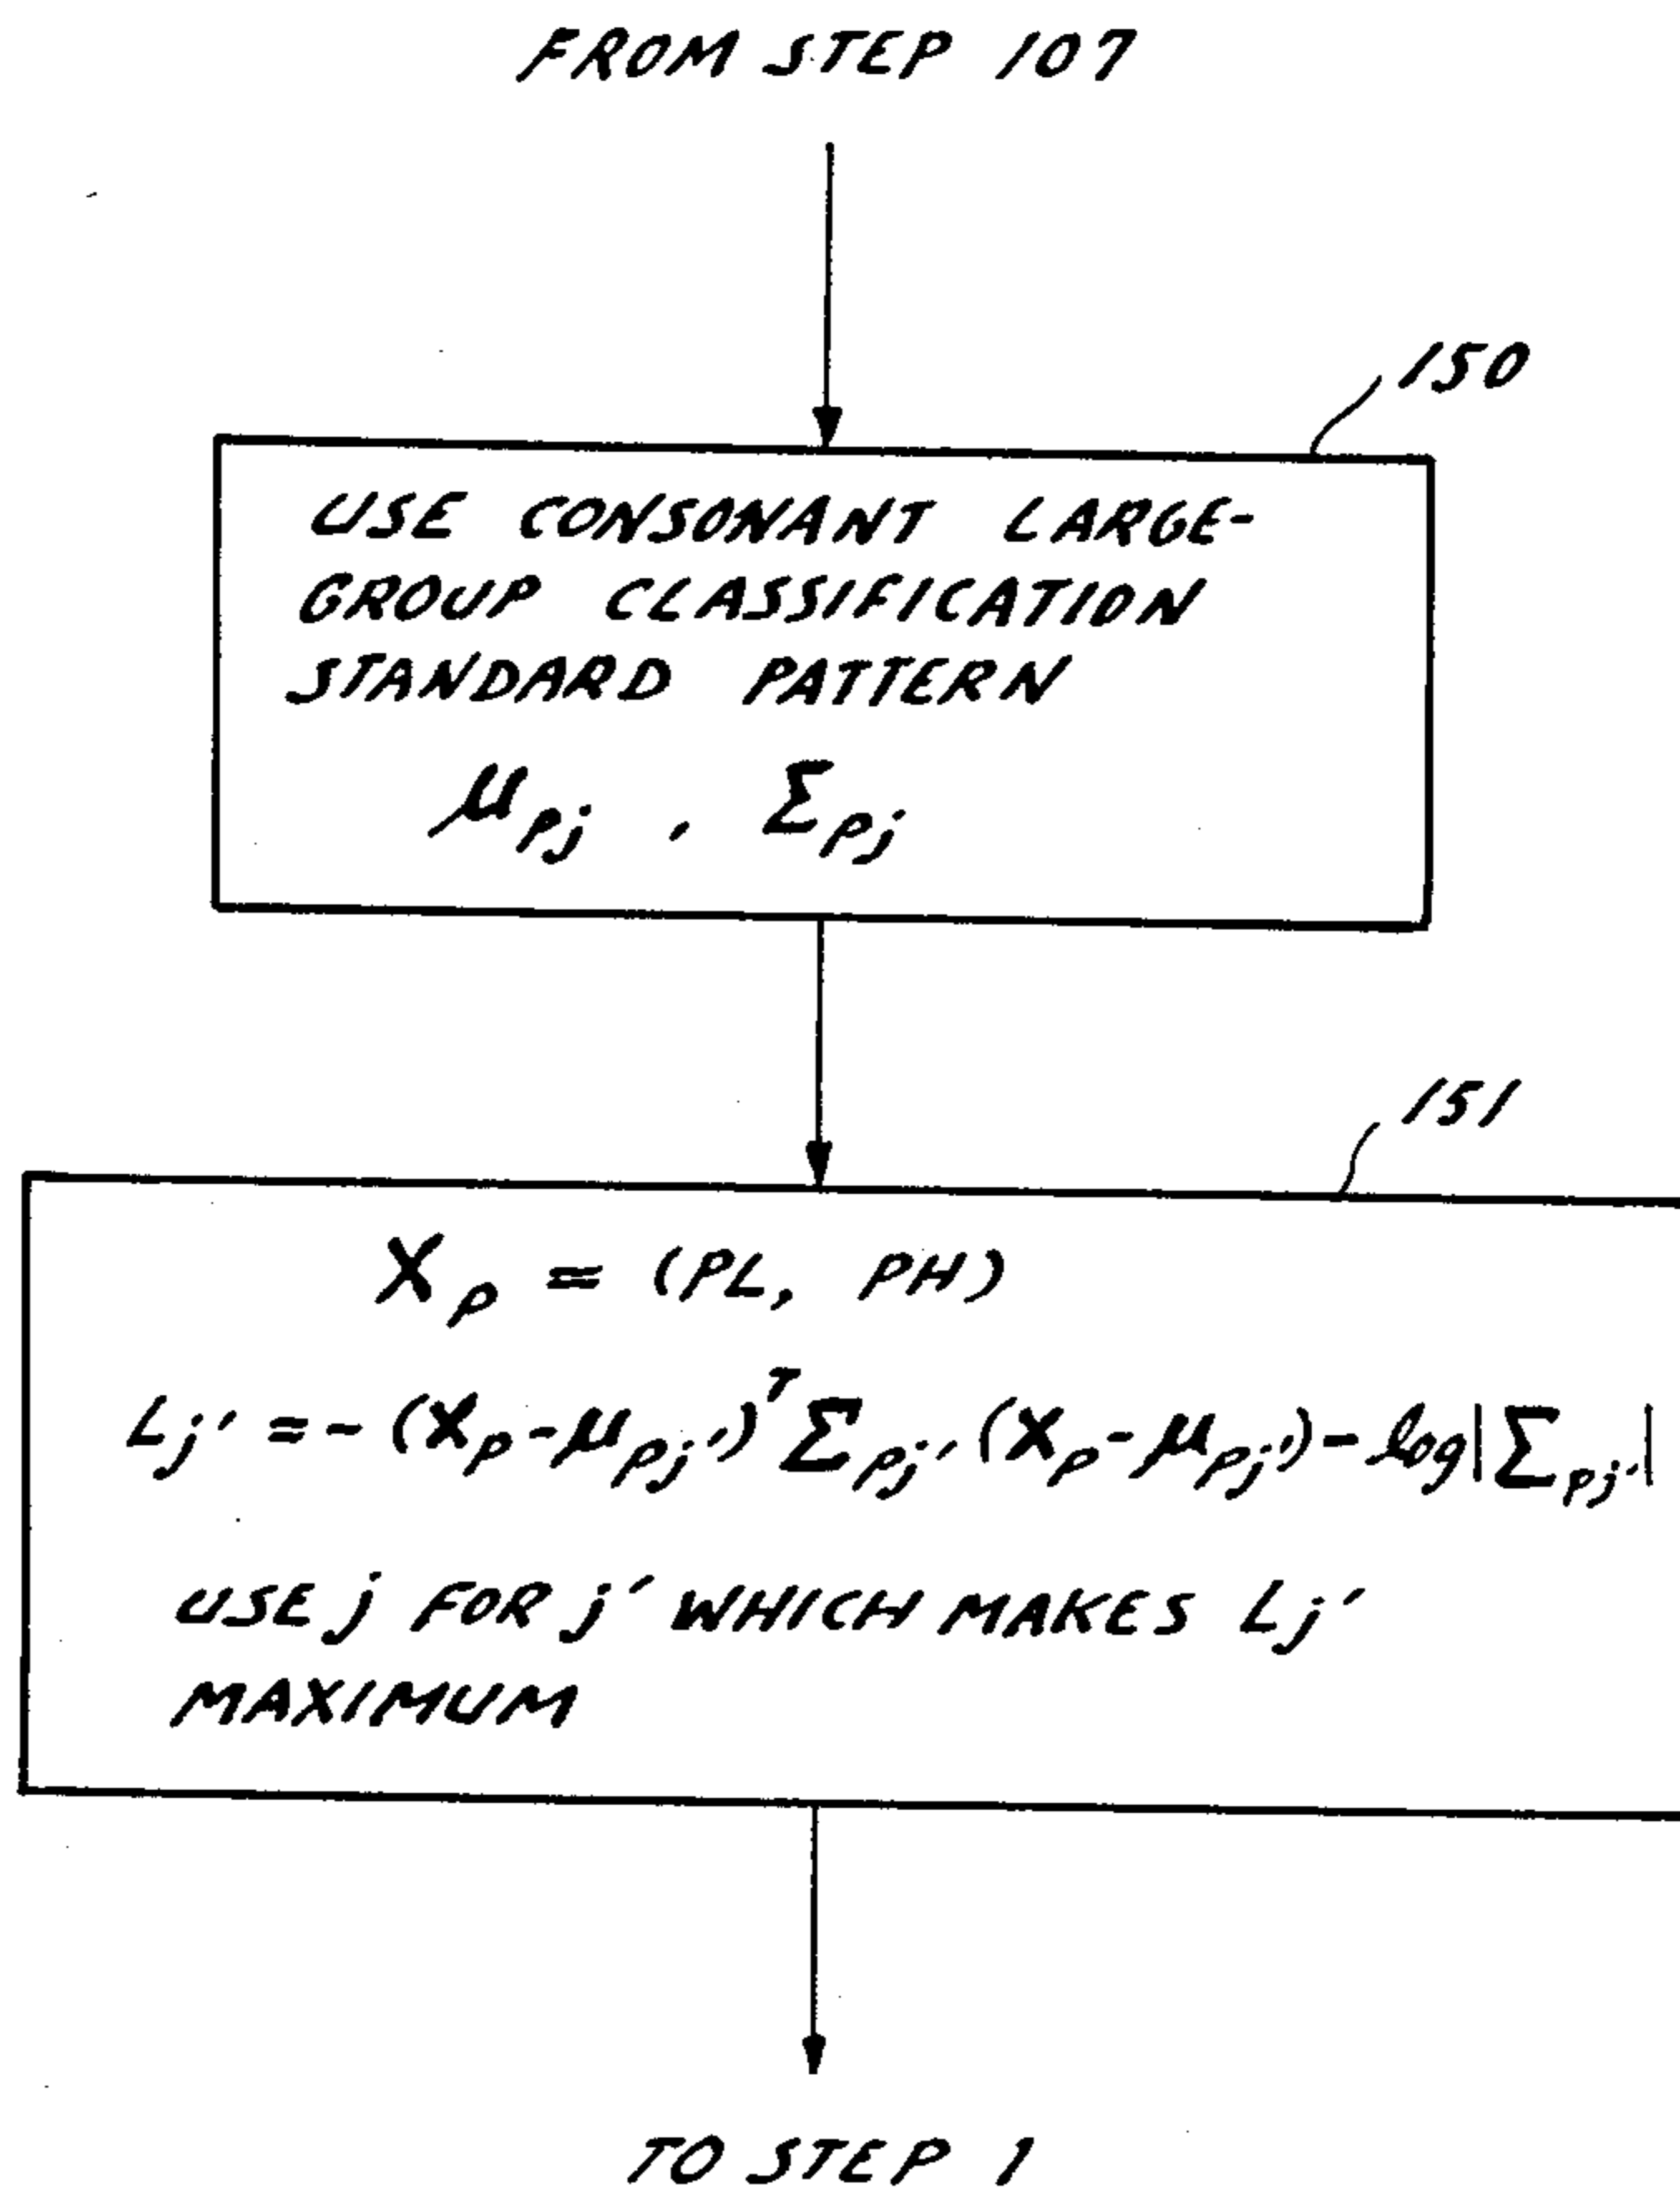 FROM STEP 107
150
USE CONSONANT LARGE-
GROUP CLASSIFICATION
STANDARD PATTERN
μPj , ΣPj
151
XP = (PL, PH)
Lj′ = - (XP-μPj′)ᵀ ΣPj′ (XP-μPj′) - log|ΣPj′|
USE j FOR j′ WHICH MAKES Lj′
MAXIMUM
TO STEP 1